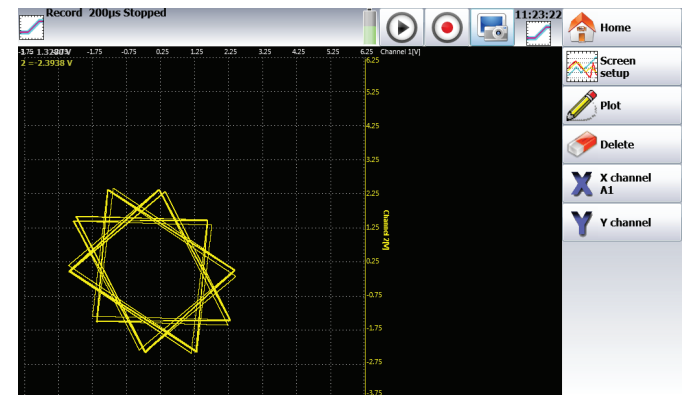 Record 200µs Stopped
11:23:22
-1.75 -0.75 0.25 1.25 2.25 3.25 4.25 5.25 6.25 Channel 1[V]
2 =-2.3938 V
6.25
5.25
4.25
3.25
2.25
1.25
0.25
-0.75
-1.75
-2.75
-3.75
Channel 2[V]
Home
Screen
setup
Plot
Delete
X channel
A1
Y channel